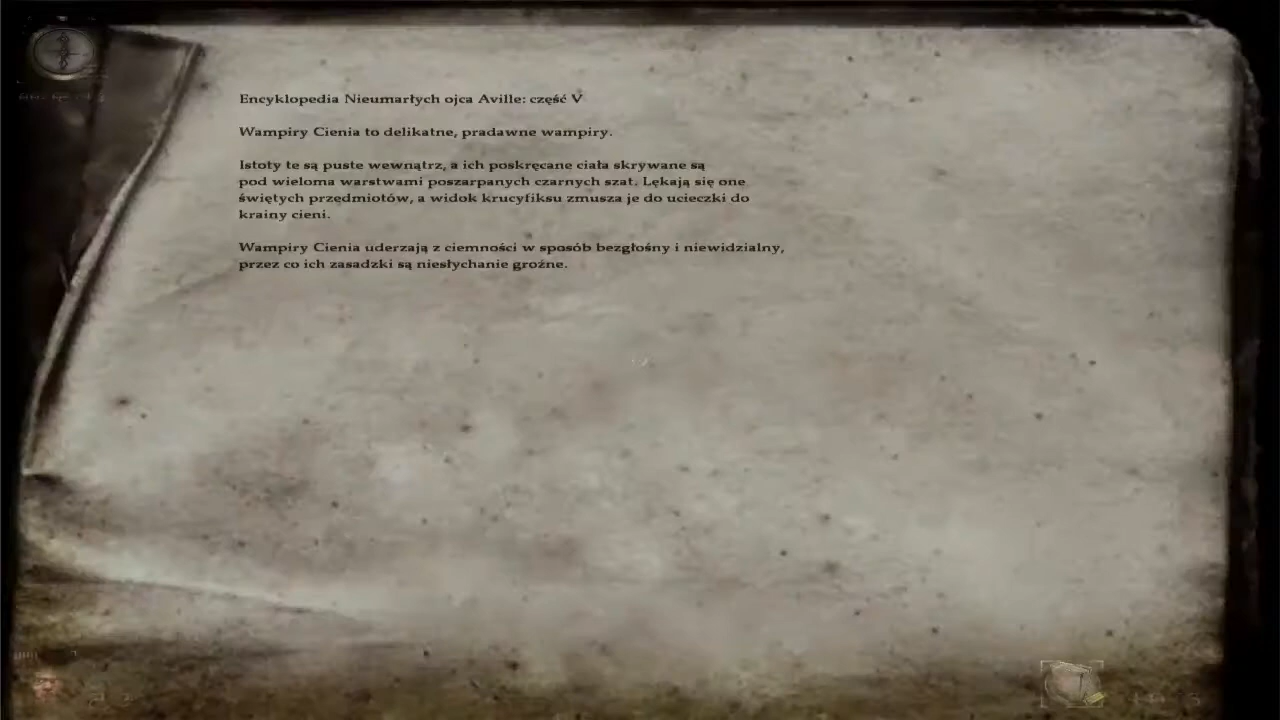 Encyklopedia Nieumarłych ojca Aville: część V
Wampiry Cienia to delikatne, pradawne wampiry.
Istoty te są puste wewnątrz, a ich poskręcane ciała skrywane są
pod wieloma warstwami poszarpanych czarnych szat. Lękają się one
świętych przedmiotów, a widok krucyfiksu zmusza je do ucieczki do
krainy cieni.
Wampiry Cienia uderzają z ciemności w sposób bezgłośny i niewidzialny,
przez co ich zasadzki są niesłychanie groźne.